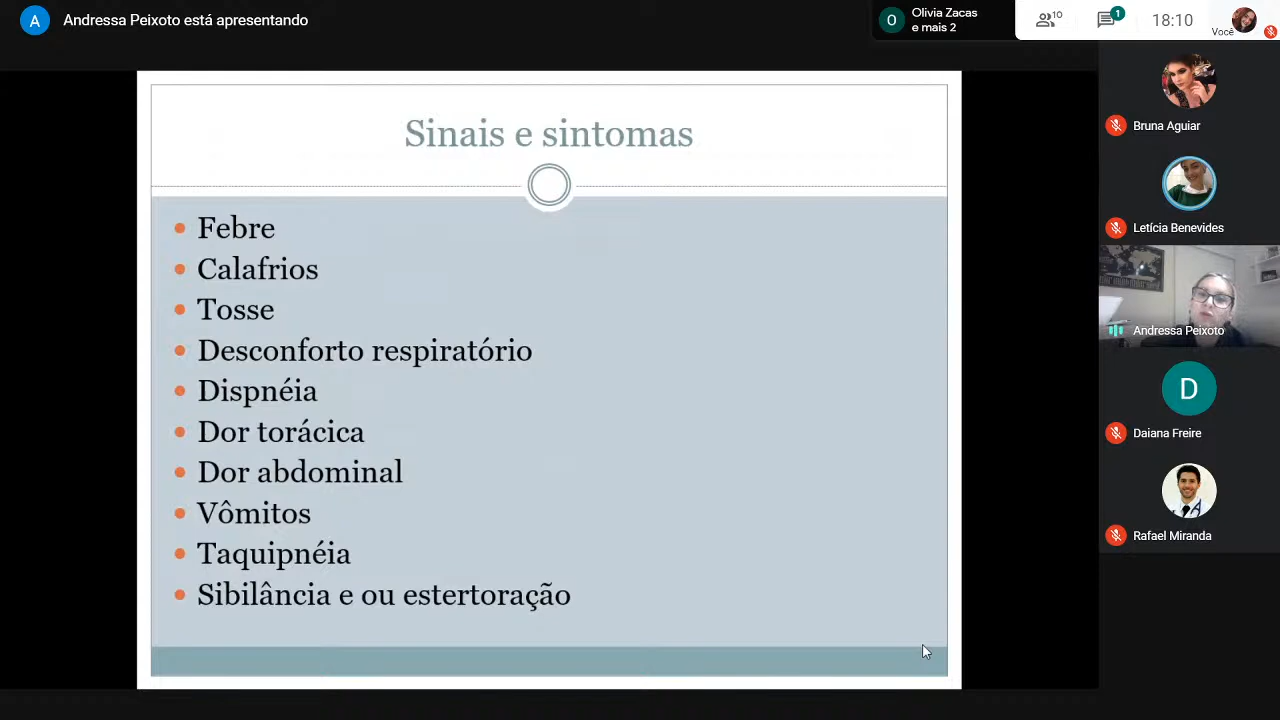 A
Andressa Peixoto está apresentando
O
Olivia Zacas
e mais 2
10
1
18:10
Você
Sinais e sintomas
Febre
Calafrios
Tosse
Desconforto respiratório
Dispnéia
Dor torácica
Dor abdominal
Vômitos
Taquipnéia
Sibilância e ou estertoração
Bruna Aguiar
Letícia Benevides
Andressa Peixoto
D
Daiana Freire
Rafael Miranda